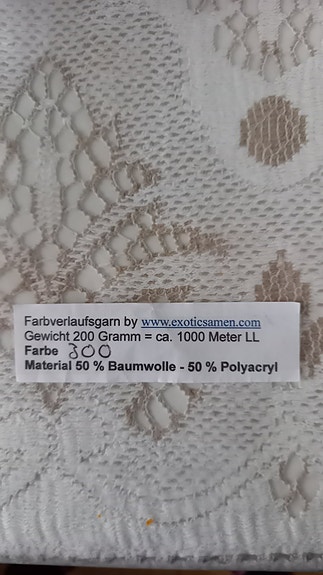 Farbverlaufsgarn by www.exoticsamen.com
Gewicht 200 Gramm = ca. 1000 Meter LL
Farbe 300
Material 50 % Baumwolle - 50 % Polyacryl